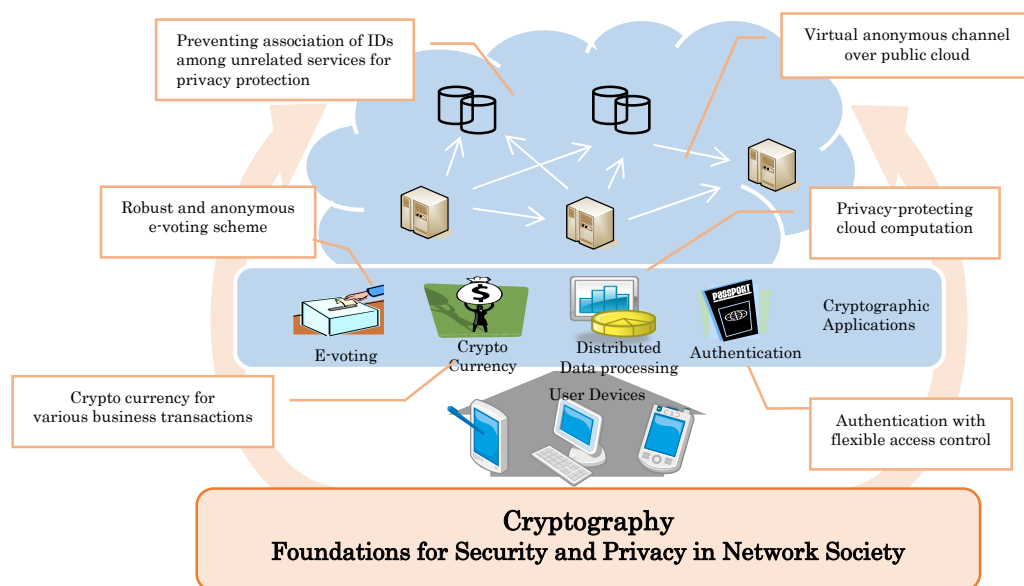 Preventing association of IDs
among unrelated services for
privacy protection
Virtual anonymous channel
over public cloud
Robust and anonymous
e-voting scheme
Privacy-protecting
cloud computation
$
PASSPORT
E-voting
Crypto
Currency
Distributed
Data processing
Authentication
Cryptographic
Applications
User Devices
Crypto currency for
various business transactions
Authentication with
flexible access control
Cryptography
Foundations for Security and Privacy in Network Society